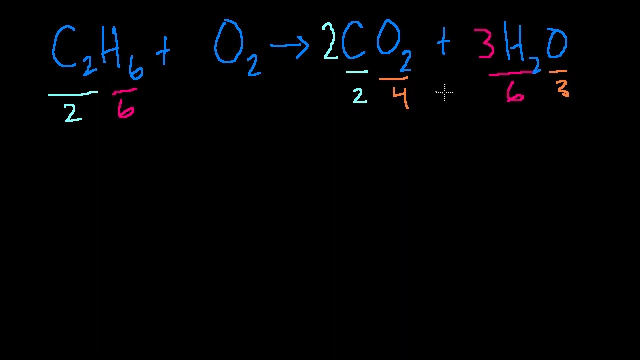 C₂H₆ + O₂ → 2CO₂ + 3H₂O
2 6 2 4 6 3